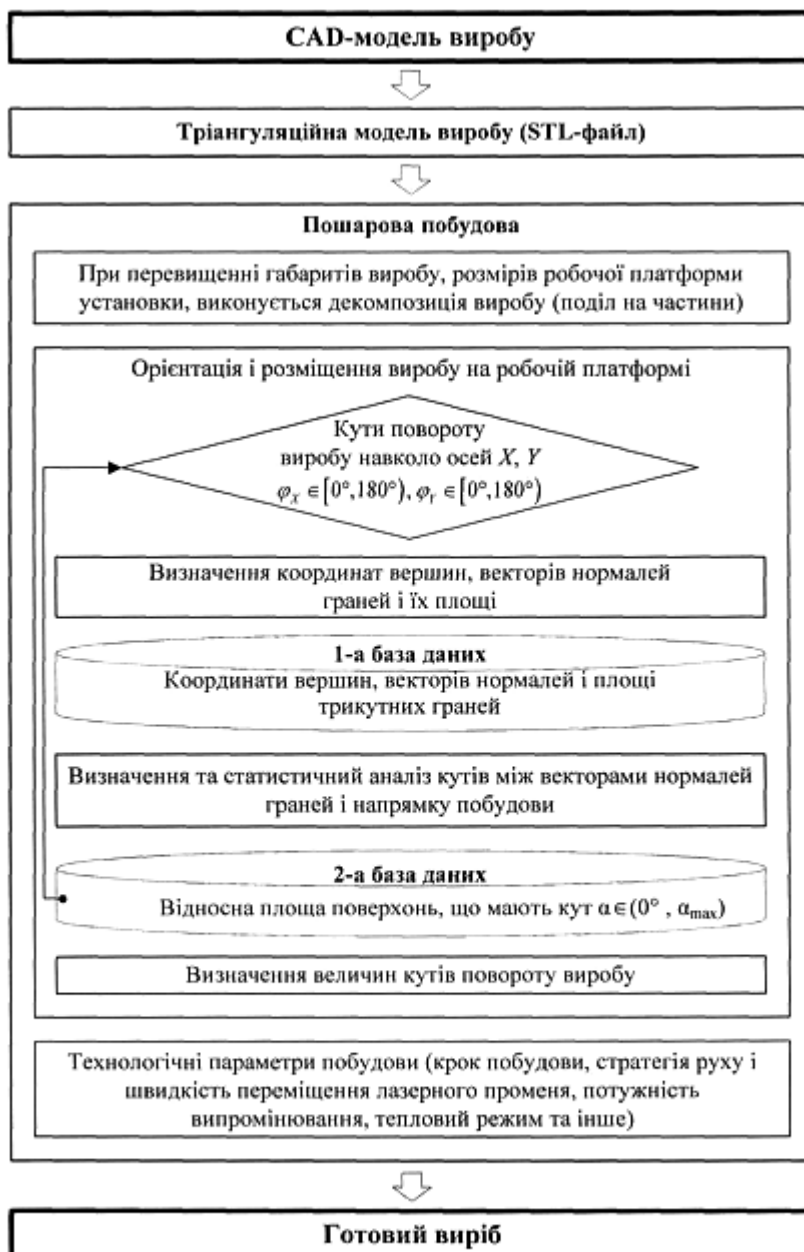 CAD-модель виробу
Тріангуляційна модель виробу (STL-файл)
Пошарова побудова
При перевищенні габаритів виробу, розмірів робочої платформи
установки, виконується декомпозиція виробу (поділ на частини)
Орієнтація і розміщення виробу на робочій платформі
Кути повороту
виробу навколо осей X, Y
φ_X ∈[0°,180°), φ_Y ∈[0°,180°)
Визначення координат вершин, векторів нормалей
граней і їх площі
1-а база даних
Координати вершин, векторів нормалей і площі
трикутних граней
Визначення та статистичний аналіз кутів між векторами нормалей
граней і напрямку побудови
2-а база даних
Відносна площа поверхонь, що мають кут α∈(0° , α_max)
Визначення величин кутів повороту виробу
Технологічні параметри побудови (крок побудови, стратегія руху і
швидкість переміщення лазерного променя, потужність
випромінювання, тепловий режим та інше)
Готовий виріб